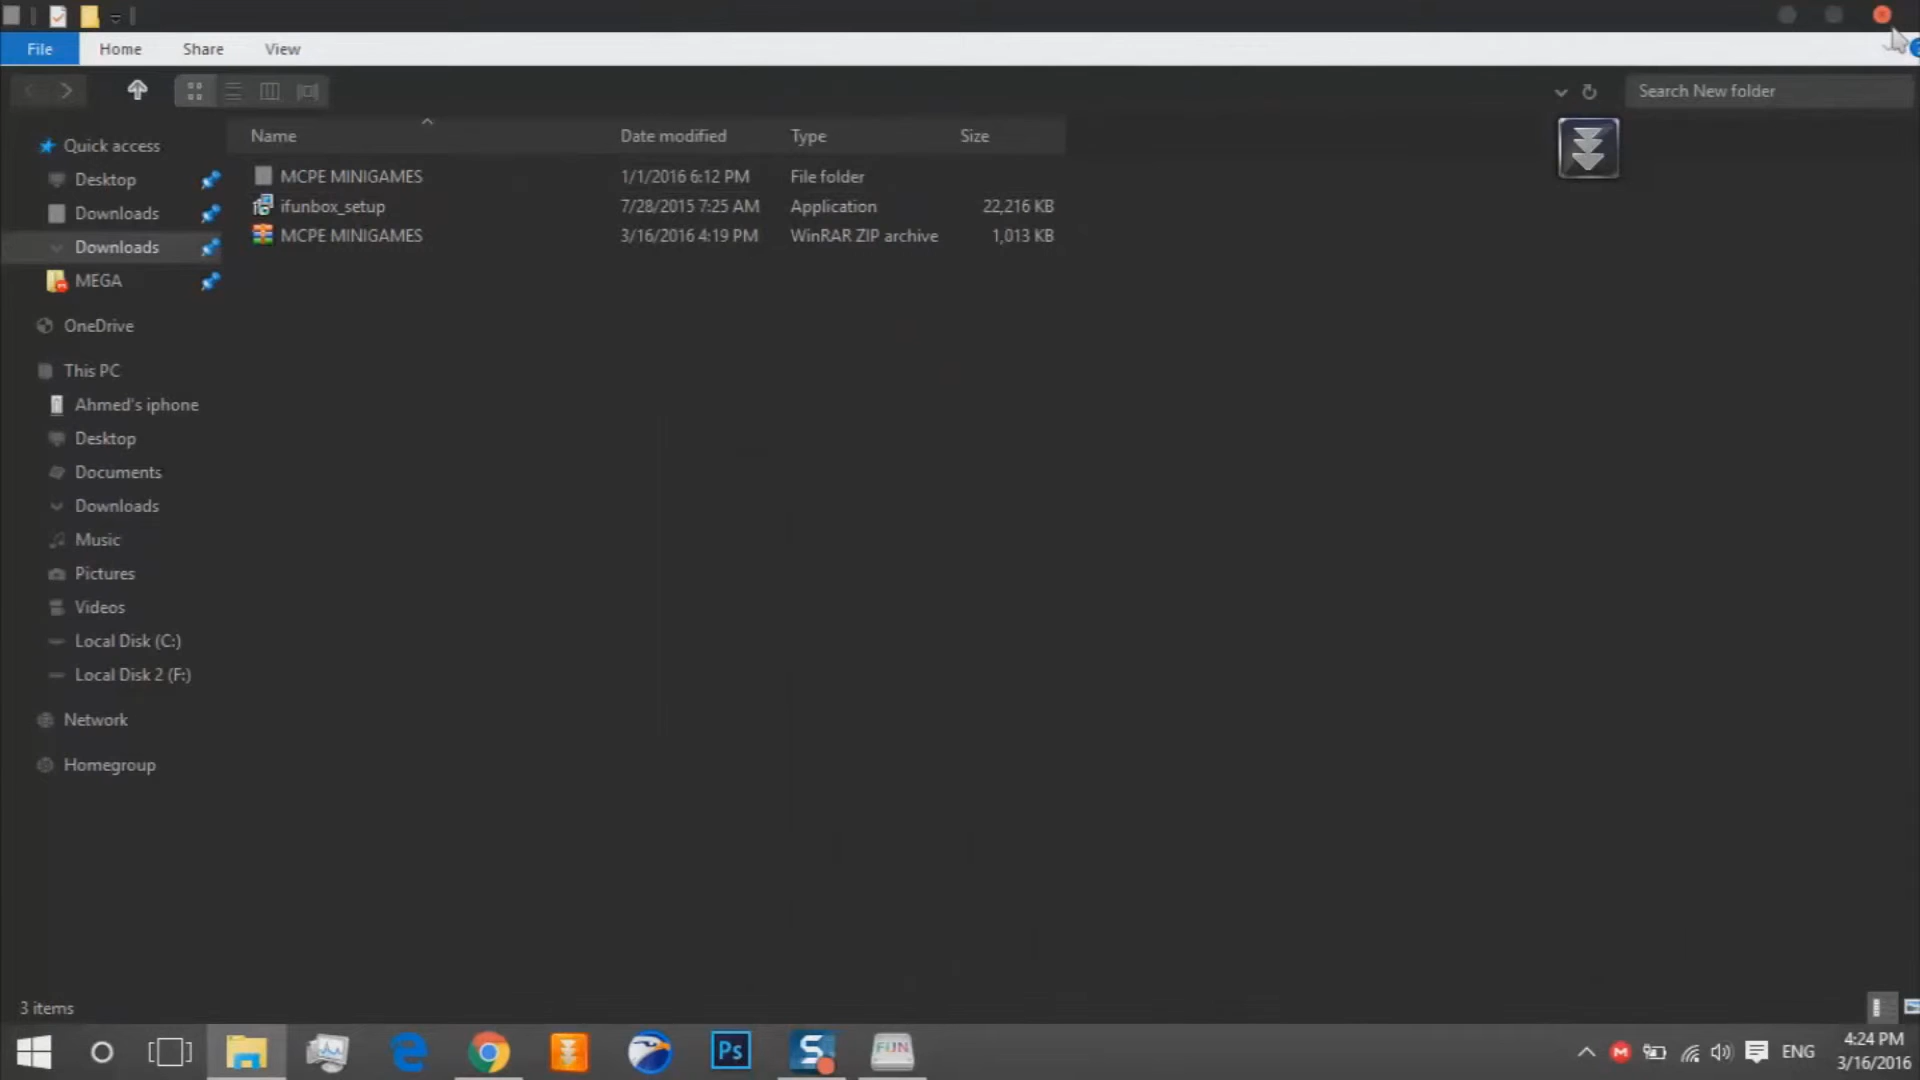 File Home Share View
Search New folder
Name Date modified Type Size
MCPE MINIGAMES 1/1/2016 6:12 PM File folder
ifunbox_setup 7/28/2015 7:25 AM Application 22,216 KB
MCPE MINIGAMES 3/16/2016 4:19 PM WinRAR ZIP archive 1,013 KB
Quick access
Desktop
Downloads
Downloads
MEGA
OneDrive
This PC
Ahmed's iphone
Desktop
Documents
Downloads
Music
Pictures
Videos
Local Disk (C:)
Local Disk 2 (F:)
Network
Homegroup
3 items
Ps
S
FUN
M
ENG
4:24 PM
3/16/2016